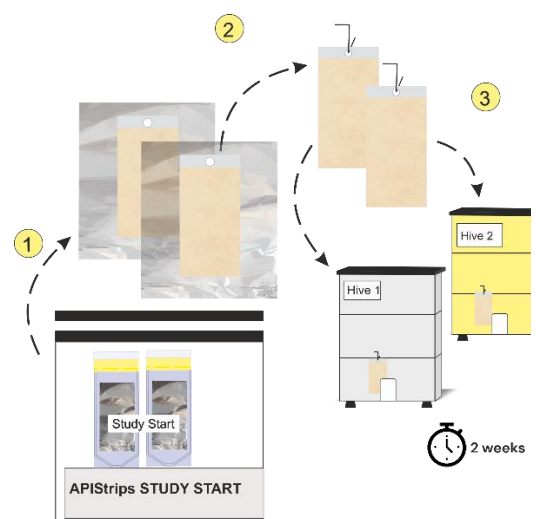 2
3
1
Hive 2
Hive 1
Study Start
2 weeks
APIStrips STUDY START